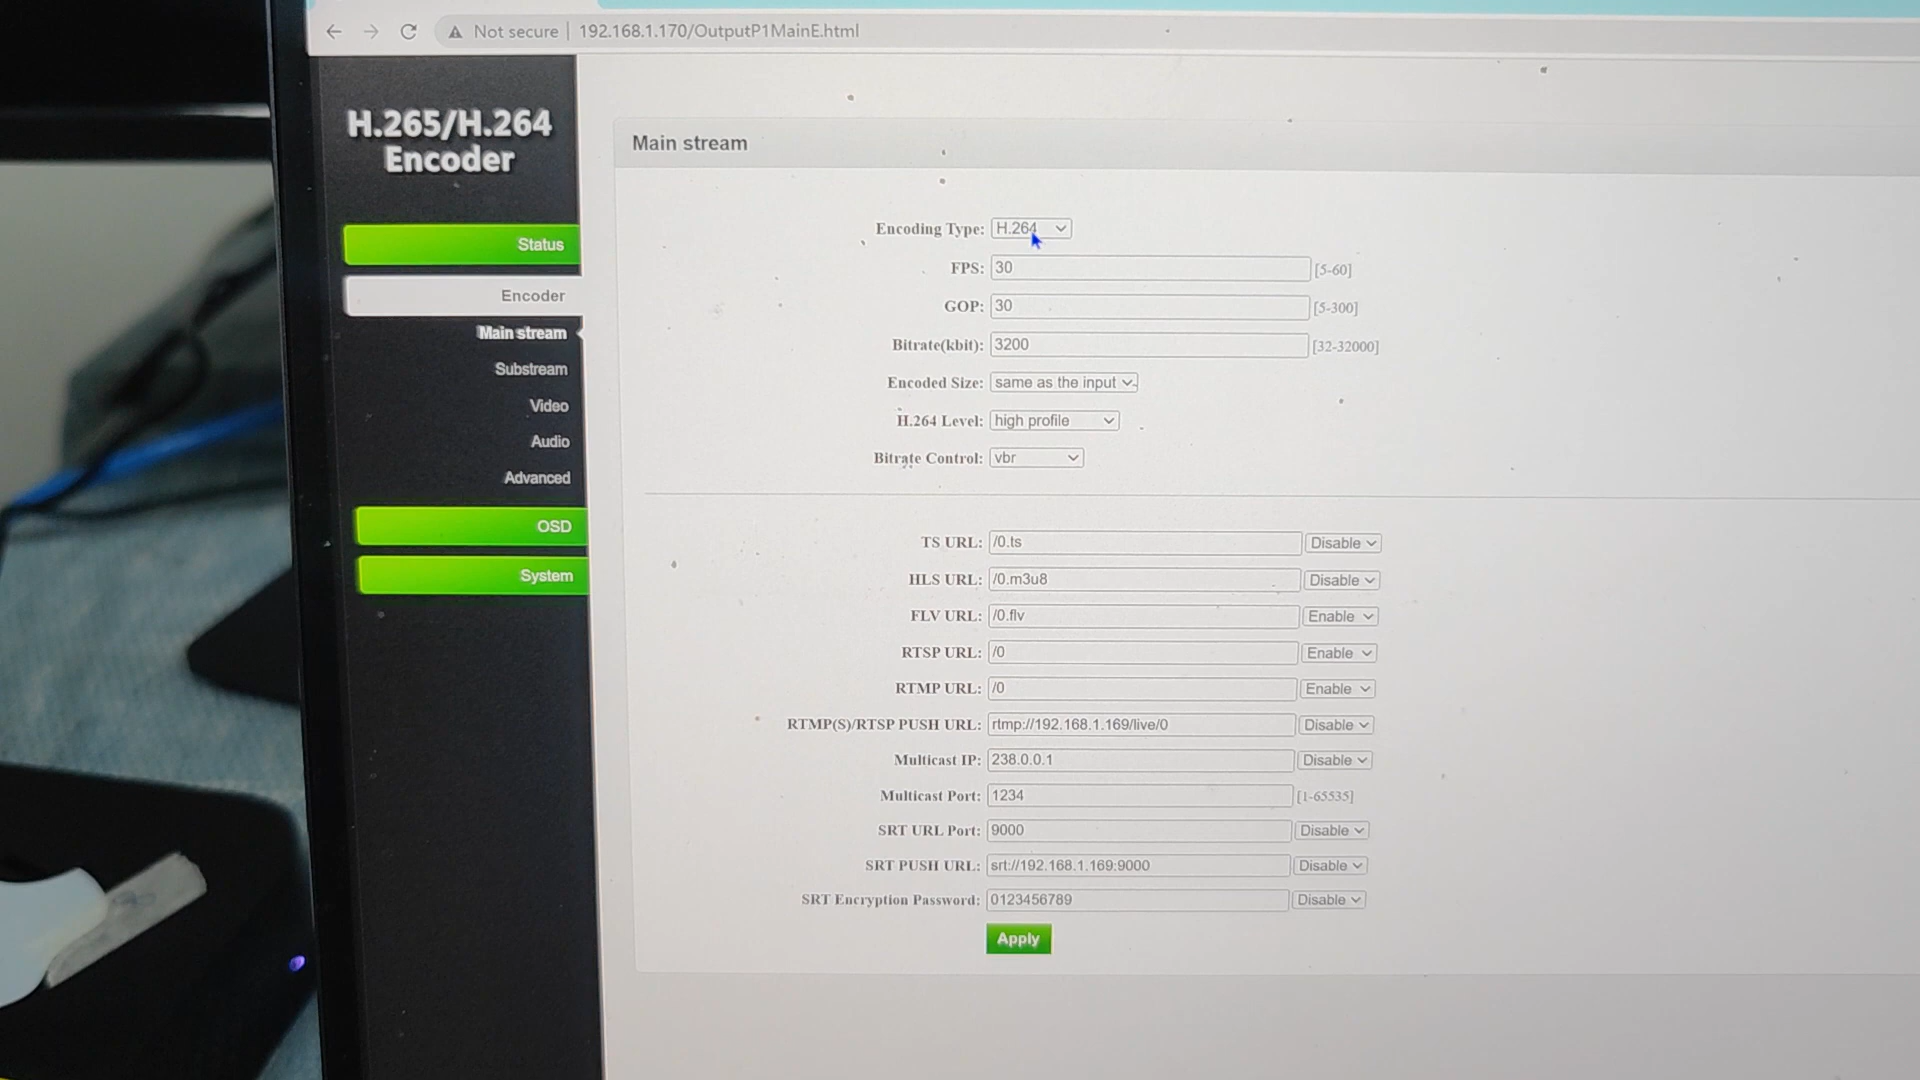 Not secure | 192.168.1.170/OutputP1MainE.html
H.265/H.264
Encoder
Status
Encoder
Main stream
Substream
Video
Audio
Advanced
OSD
System
Main stream
Encoding Type: H.264
FPS: 30 [5-60]
GOP: 30 [5-300]
Bitrate(kbit): 3200 [32-32000]
Encoded Size: same as the input
H.264 Level: high profile
Bitrate Control: vbr
TS URL: /0.ts Disable
HLS URL: /0.m3u8 Disable
FLV URL: /0.flv Enable
RTSP URL: /0 Enable
RTMP URL: /0 Enable
RTMP(S)/RTSP PUSH URL: rtmp://192.168.1.169/live/0 Disable
Multicast IP: 238.0.0.1 Disable
Multicast Port: 1234 [1-65535]
SRT URL Port: 9000 Disable
SRT PUSH URL: srt://192.168.1.169:9000 Disable
SRT Encryption Password: 0123456789 Disable
Apply